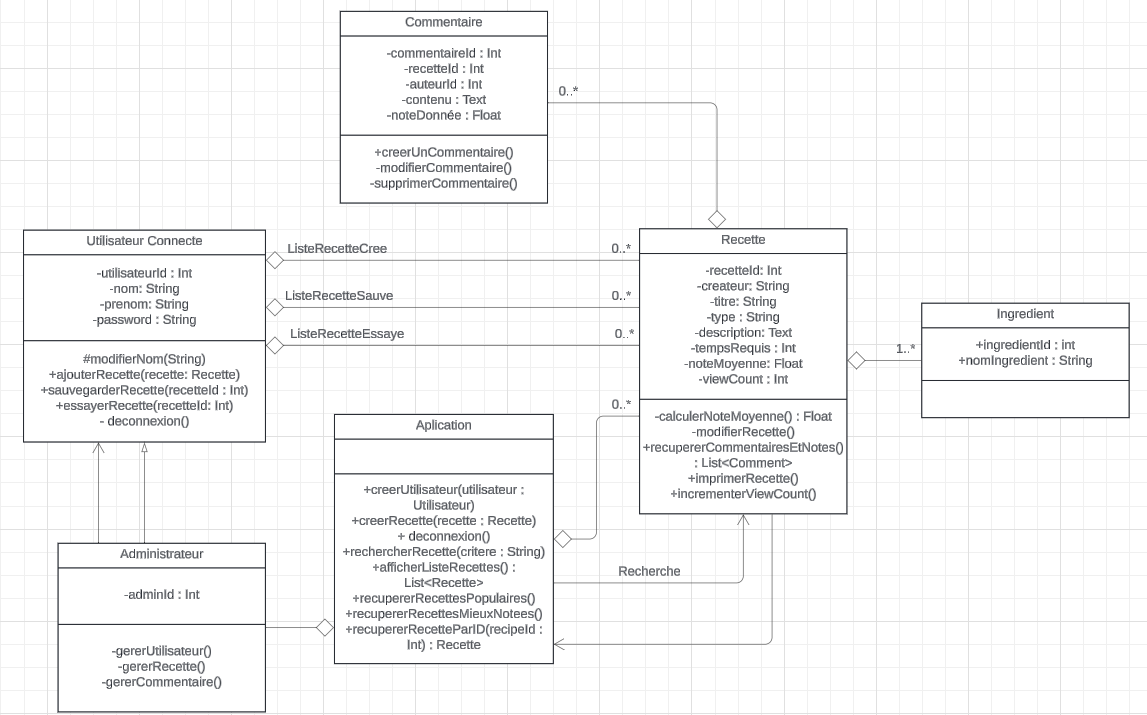 Commentaire
-commentaireId : Int
-recetteId : Int
-auteurId : Int
-contenu : Text
-noteDonnée : Float
+creerUnCommentaire()
-modifierCommentaire()
-supprimerCommentaire()
0..*
Utilisateur Connecte
-utilisateurId : Int
-nom: String
-prenom: String
-password : String
#modifierNom(String)
+ajouterRecette(recette: Recette)
+sauvegarderRecette(recetteId : Int)
+essayerRecette(recetteId: Int)
- deconnexion()
ListeRecetteCree
0..*
ListeRecetteSauve
0..*
ListeRecetteEssaye
0..*
Recette
-recetteId: Int
-createur: String
-titre: String
-type : String
-description: Text
-tempsRequis : Int
-noteMoyenne: Float
-viewCount : Int
-calculerNoteMoyenne() : Float
-modifierRecette()
+recupererCommentairesEtNotes()
: List<Comment>
+imprimerRecette()
+incrementerViewCount()
1..*
Ingredient
+ingredientId : int
+nomIngredient : String
0..*
Aplication
+creerUtilisateur(utilisateur :
Utilisateur)
+creerRecette(recette : Recette)
+ deconnexion()
+rechercherRecette(critere : String)
+afficherListeRecettes() :
List<Recette>
+recupererRecettesPopulaires()
+recupererRecettesMieuxNotees()
+recupererRecetteParID(recipeId :
Int) : Recette
Recherche
Administrateur
-adminId : Int
-gererUtilisateur()
-gererRecette()
-gererCommentaire()